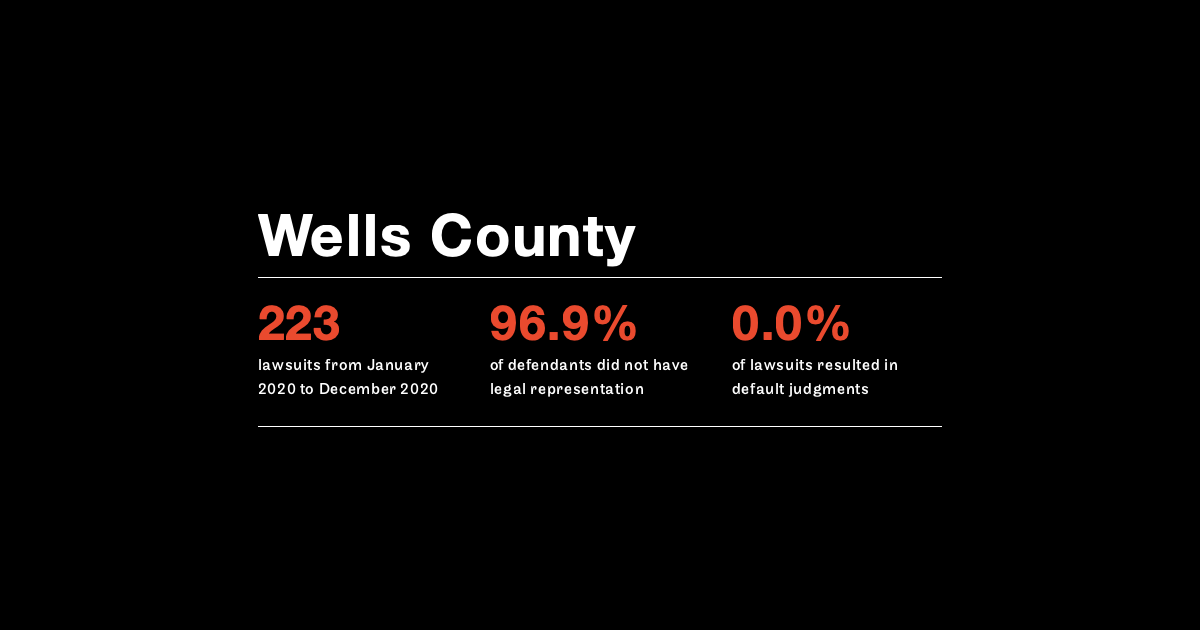 Wells County
223
lawsuits from January
2020 to December 2020
96.9%
of defendants did not have
legal representation
0.0%
of lawsuits resulted in
default judgments